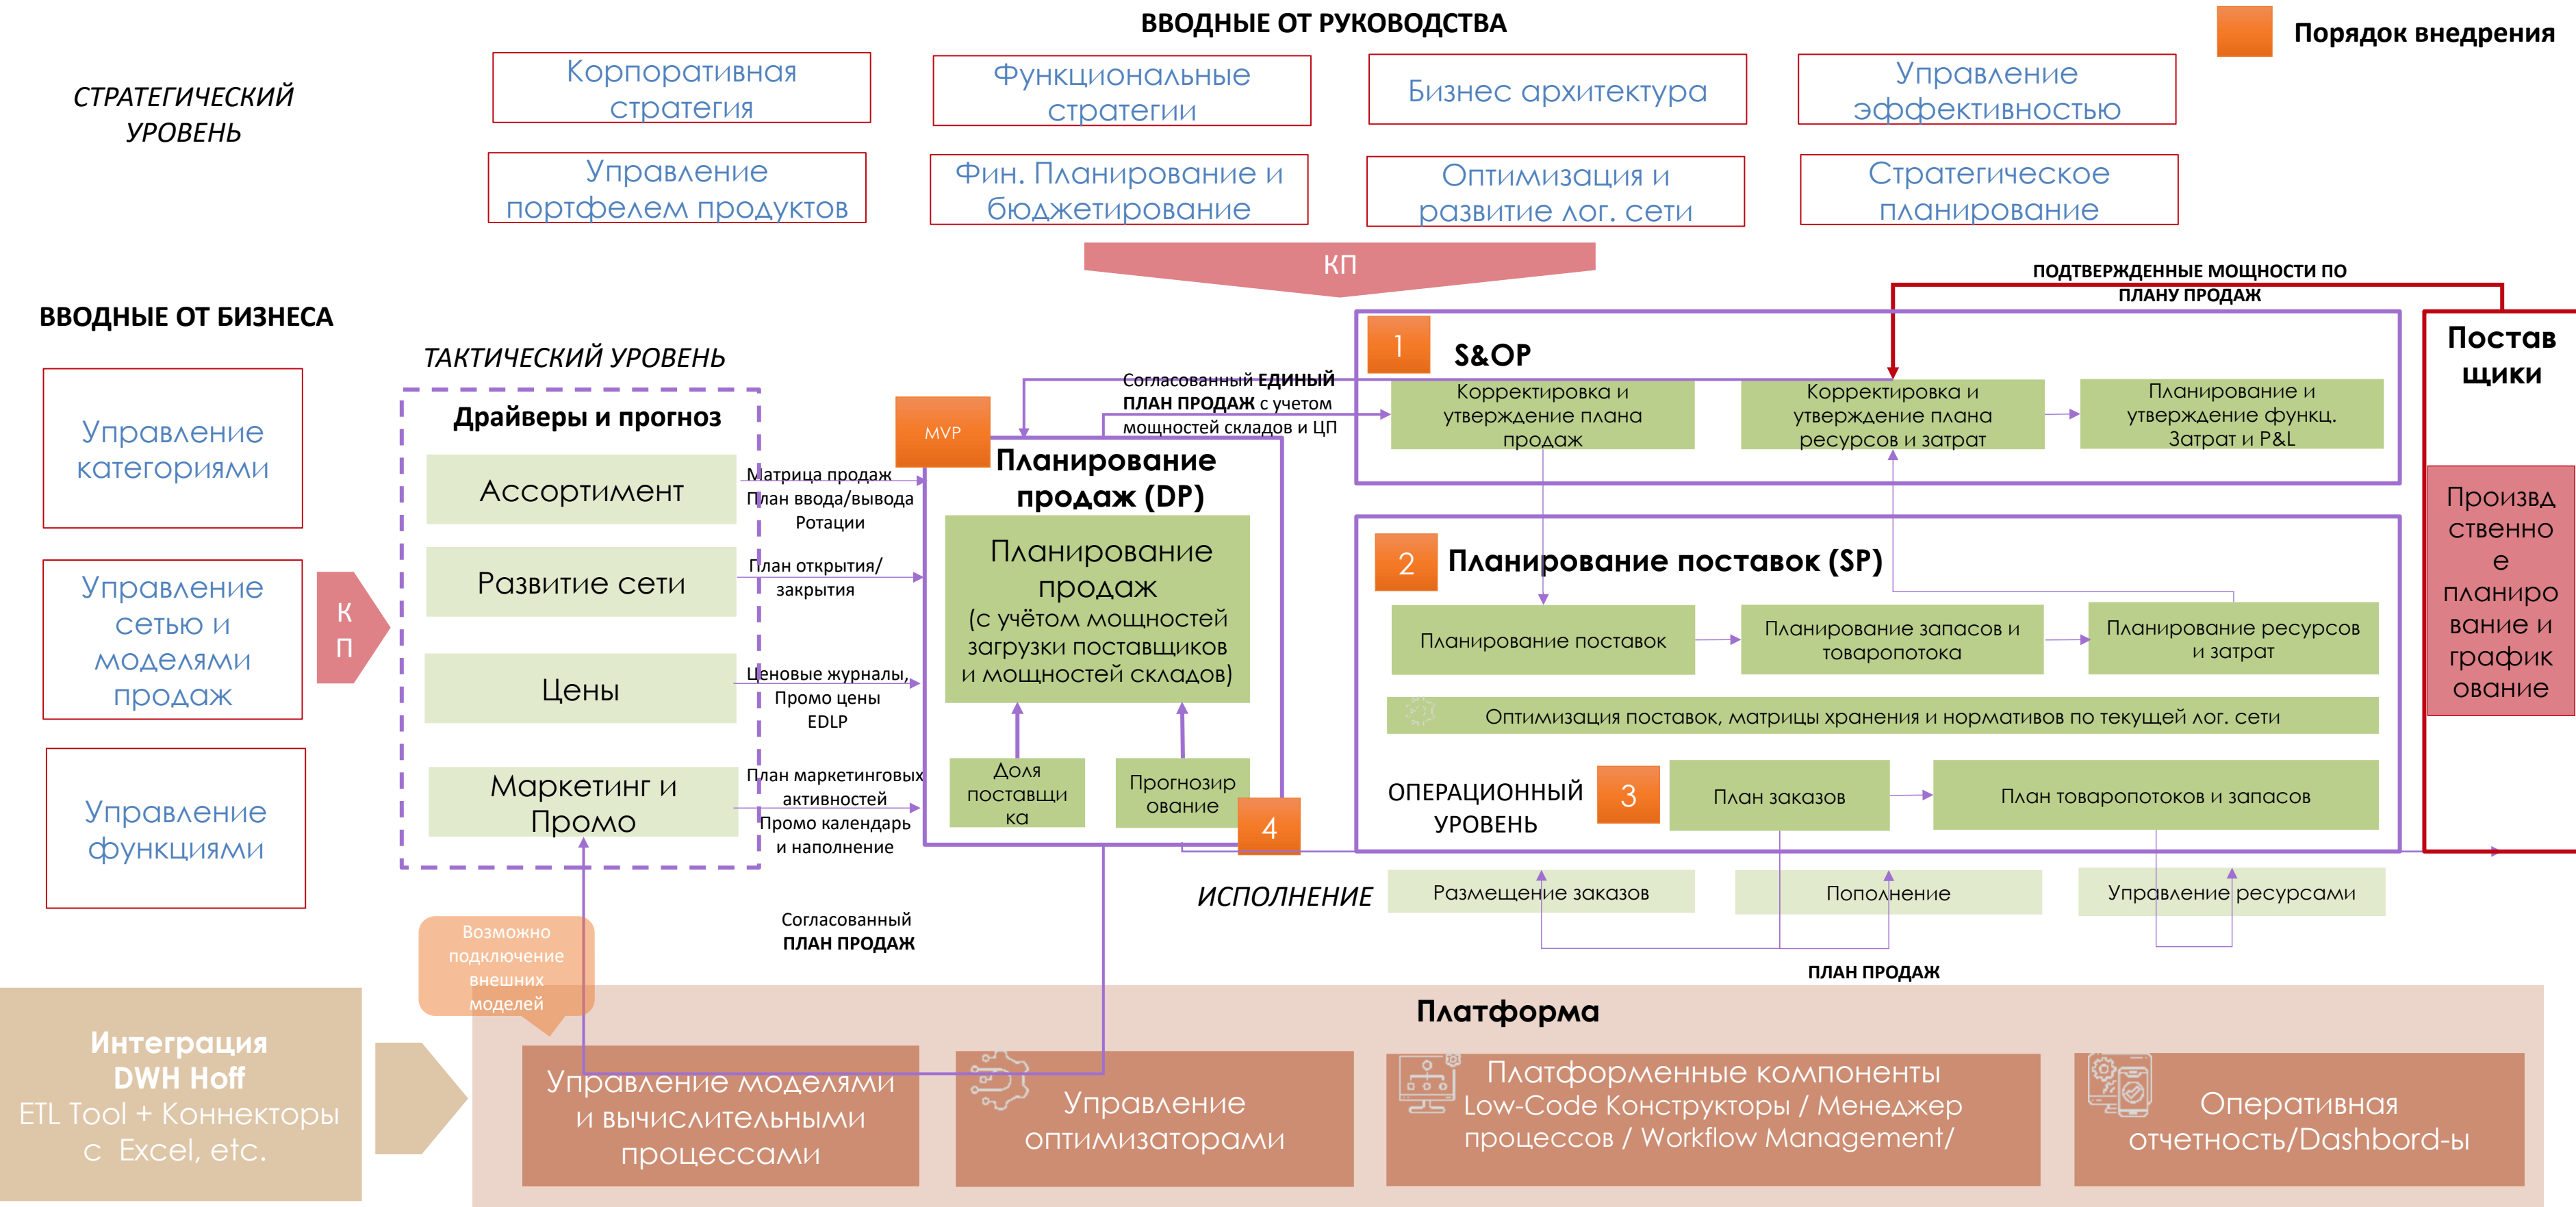 ВВОДНЫЕ ОТ РУКОВОДСТВА
Порядок внедрения
СТРАТЕГИЧЕСКИЙ
УРОВЕНЬ
Корпоративная
стратегия
Функциональные
стратегии
Бизнес архитектура
Управление
эффективностью
Управление
портфелем продуктов
Фин. Планирование и
бюджетирование
Оптимизация и
развитие лог. сети
Стратегическое
планирование
КП
ПОДТВЕРЖДЕННЫЕ МОЩНОСТИ ПО
ПЛАНУ ПРОДАЖ
ВВОДНЫЕ ОТ БИЗНЕСА
Управление
категориями
Управление
сетью и
моделями
продаж
Управление
функциями
К
П
ТАКТИЧЕСКИЙ УРОВЕНЬ
Драйверы и прогноз
Ассортимент
Развитие сети
Цены
Маркетинг и
Промо
Матрица продаж
План ввода/вывода
Ротации
План открытия/
закрытия
Ценовые журналы,
Промо цены
EDLP
План маркетинговых
активностей
Промо календарь
и наполнение
MVP
Планирование
продаж (DP)
Планирование
продаж
(с учётом мощностей
загрузки поставщиков
и мощностей складов)
Доля
поставщи
ка
Прогнозир
ование
4
Согласованный ЕДИНЫЙ
ПЛАН ПРОДАЖ с учетом
мощностей складов и ЦП
1
S&OP
Корректировка и
утверждение плана
продаж
Корректировка и
утверждение плана
ресурсов и затрат
Планирование и
утверждение функц.
Затрат и P&L
2
Планирование поставок (SP)
Планирование поставок
Планирование запасов и
товаропотока
Планирование ресурсов
и затрат
Оптимизация поставок, матрицы хранения и нормативов по текущей лог. сети
ОПЕРАЦИОННЫЙ
УРОВЕНЬ
3
План заказов
План товаропотоков и запасов
Постав
щики
Произвд
ственно
е
планиро
вание и
график
ование
ИСПОЛНЕНИЕ
Размещение заказов
Пополнение
Управление ресурсами
ПЛАН ПРОДАЖ
Согласованный
ПЛАН ПРОДАЖ
Возможно
подключение
внешних
моделей
Интеграция
DWH Hoff
ETL Tool + Коннекторы
с Excel, etc.
Платформа
Управление моделями
и вычислительными
процессами
Управление
оптимизаторами
Платформенные компоненты
Low-Code Конструкторы / Менеджер
процессов / Workflow Management/
Оперативная
отчетность/Dashbord-ы